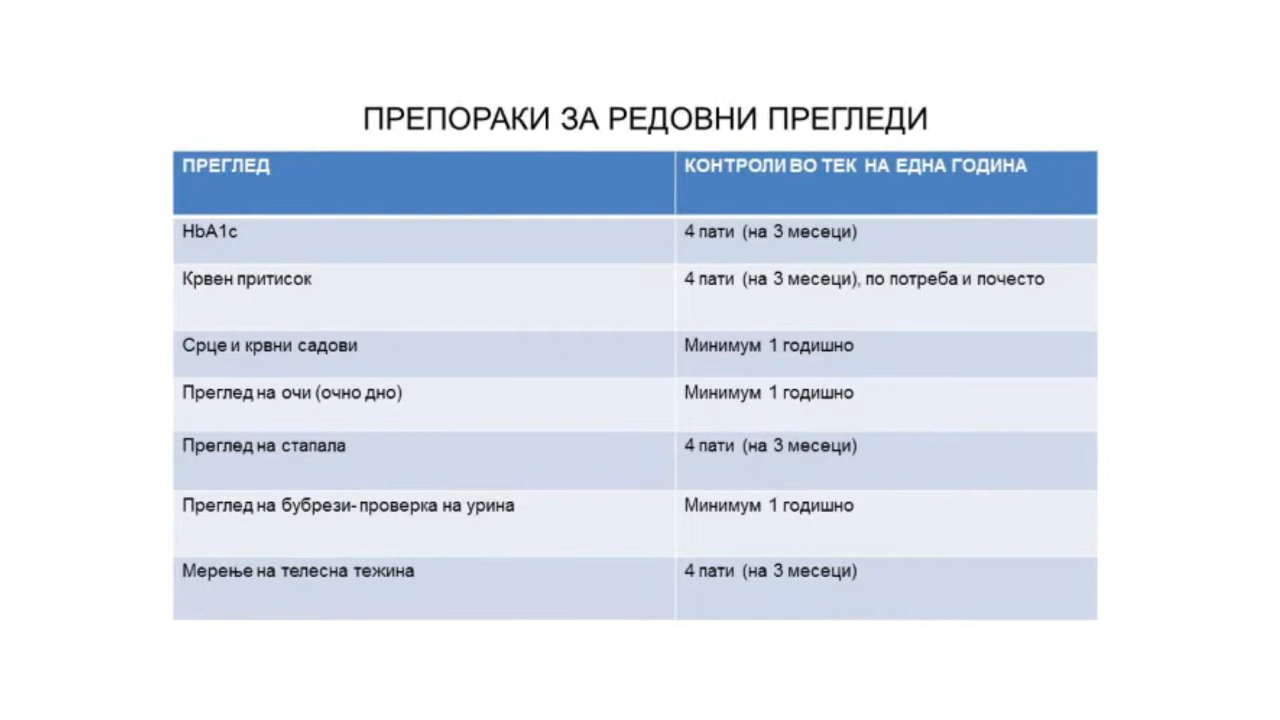 ПРЕПОРАКИ ЗА РЕДОВНИ ПРЕГЛЕДИ
ПРЕГЛЕД КОНТРОЛИ ВО ТЕК НА ЕДНА ГОДИНА
HbA1c 4 пати (на 3 месеци)
Крвен притисок 4 пати (на 3 месеци), по потреба и почесто
Срце и крвни садови Минимум 1 годишно
Преглед на очи (очно дно) Минимум 1 годишно
Преглед на стапала 4 пати (на 3 месеци)
Преглед на бубрези- проверка на урина Минимум 1 годишно
Мерење на телесна тежина 4 пати (на 3 месеци)